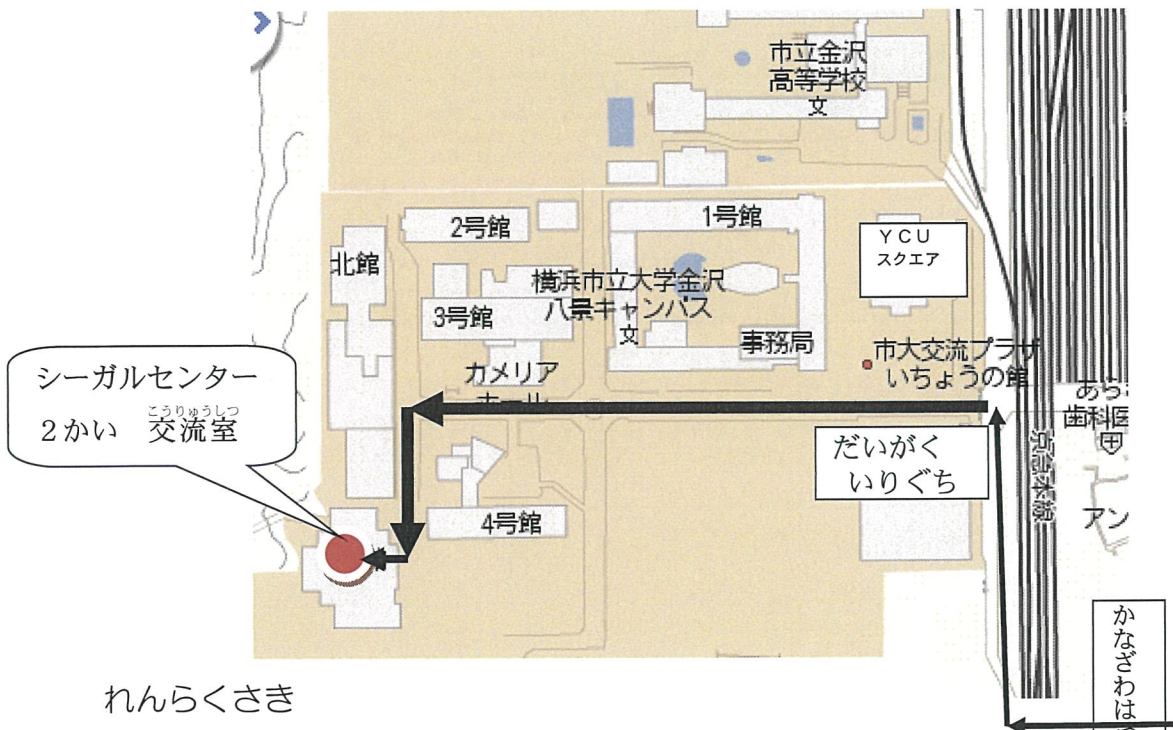 市立金沢
高等学校
文
1号館
2号館
ＹＣＵ
スクエア
北館
横浜市立大学金沢
八景キャンパス
文
3号館
事務局
市大交流プラザ
いちょうの館
カメリア
ホール
シーガルセンター
こうりゅうしつ
２かい　交流室
あら
歯科医
だいがく
いりぐち
京急本線
4号館
アン
かなざわは
れんらくさき